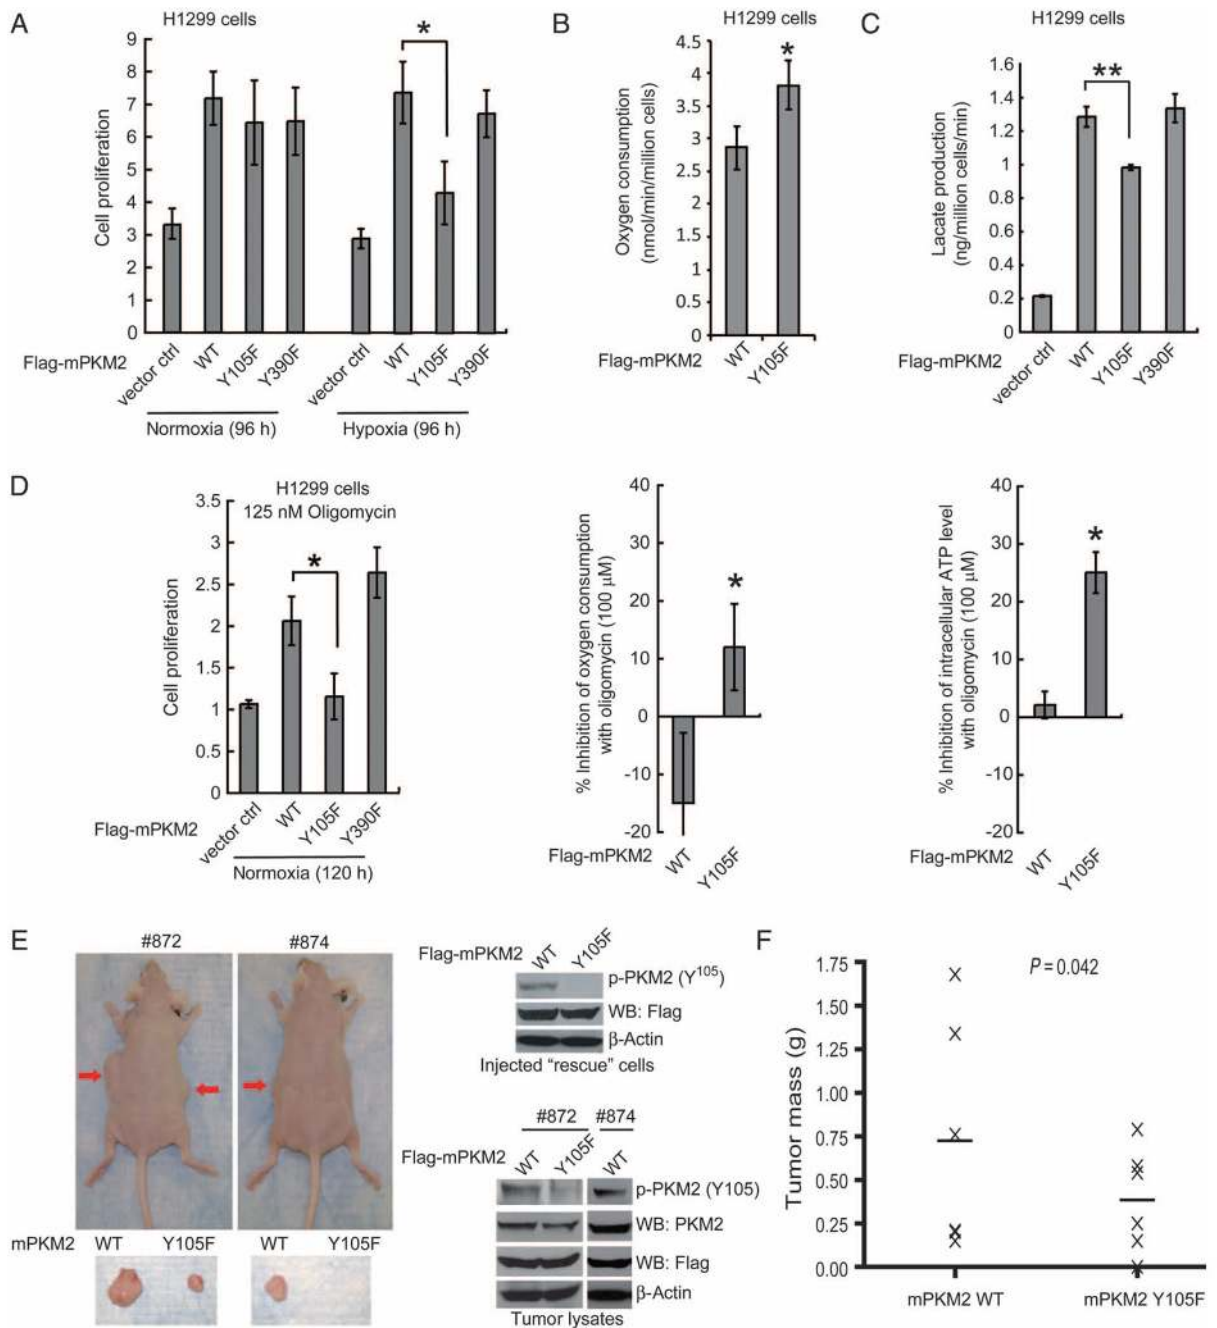 A
H1299 cells
Cell proliferation
9
8
7
6
5
4
3
2
1
0
*
Flag-mPKM2
vector ctrl
WT
Y105F
Y390F
vector ctrl
WT
Y105F
Y390F
Normoxia (96 h)
Hypoxia (96 h)
B
H1299 cells
Oxygen consumption
(nmol/min/million cells)
4.5
4
3.5
3
2.5
2
1.5
1
0.5
0
*
Flag-mPKM2
WT
Y105F
C
H1299 cells
Lacate production
(ng/million cells/min)
1.6
1.4
1.2
1
0.8
0.6
0.4
0.2
0
**
Flag-mPKM2
vector ctrl
WT
Y105F
Y390F
D
H1299 cells
125 nM Oligomycin
Cell proliferation
3.5
3
2.5
2
1.5
1
0.5
0
*
Flag-mPKM2
vector ctrl
WT
Y105F
Y390F
Normoxia (120 h)
% Inhibition of oxygen consumption
with oligomycin (100 µM)
40
30
20
10
0
-10
-20
*
Flag-mPKM2
WT
Y105F
% Inhibition of intracellular ATP level
with oligomycin (100 µM)
40
30
20
10
0
-10
-20
*
Flag-mPKM2
WT
Y105F
E
#872
#874
mPKM2 WT Y105F WT Y105F
Flag-mPKM2 WT Y105F
p-PKM2 (Y105)
WB: Flag
β-Actin
Injected "rescue" cells
#872 #874
Flag-mPKM2 WT Y105F WT
p-PKM2 (Y105)
WB: PKM2
WB: Flag
β-Actin
Tumor lysates
F
P = 0.042
Tumor mass (g)
1.75
1.50
1.25
1.00
0.75
0.50
0.25
0.00
mPKM2 WT
mPKM2 Y105F